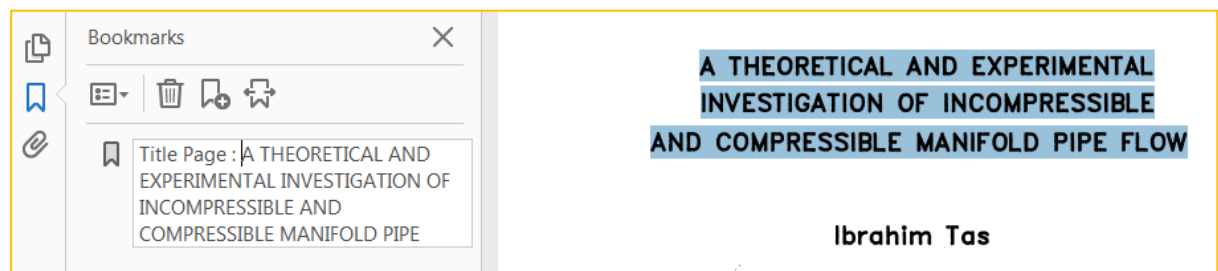 Bookmarks
Title Page : A THEORETICAL AND
EXPERIMENTAL INVESTIGATION OF
INCOMPRESSIBLE AND
COMPRESSIBLE MANIFOLD PIPE
A THEORETICAL AND EXPERIMENTAL
INVESTIGATION OF INCOMPRESSIBLE
AND COMPRESSIBLE MANIFOLD PIPE FLOW
Ibrahim Tas